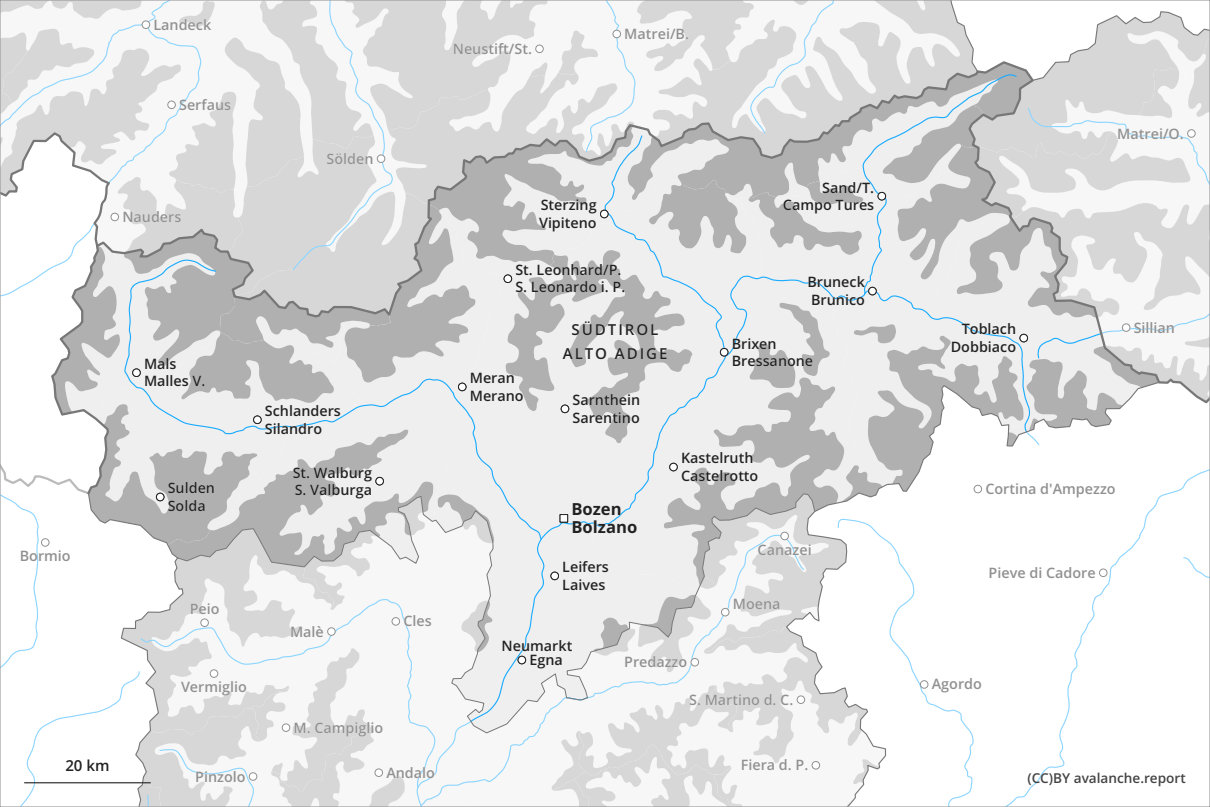 Landeck
Matrei/B.
Neustift/St.
Serfaus
Matrei/O.
Sölden
Sand/T.
Campo Tures
Sterzing
Vipiteno
Nauders
St. Leonhard/P.
S. Leonardo i. P.
Bruneck
Brunico
SÜDTIROL
ALTO ADIGE
Toblach
Dobbiaco
Sillian
Brixen
Bressanone
Mals
Malles V.
Meran
Merano
Sarnthein
Sarentino
Schlanders
Silandro
Kastelruth
Castelrotto
St. Walburg
S. Valburga
Sulden
Solda
Cortina d'Ampezzo
Bozen
Bolzano
Bormio
Canazei
Leifers
Laives
Pieve di Cadore
Peio
Moena
Malè
Cles
Neumarkt
Egna
Predazzo
Vermiglio
Agordo
S. Martino d. C.
M. Campiglio
20 km
Pinzolo
Andalo
Fiera d. P.
(CC)BY avalanche.report